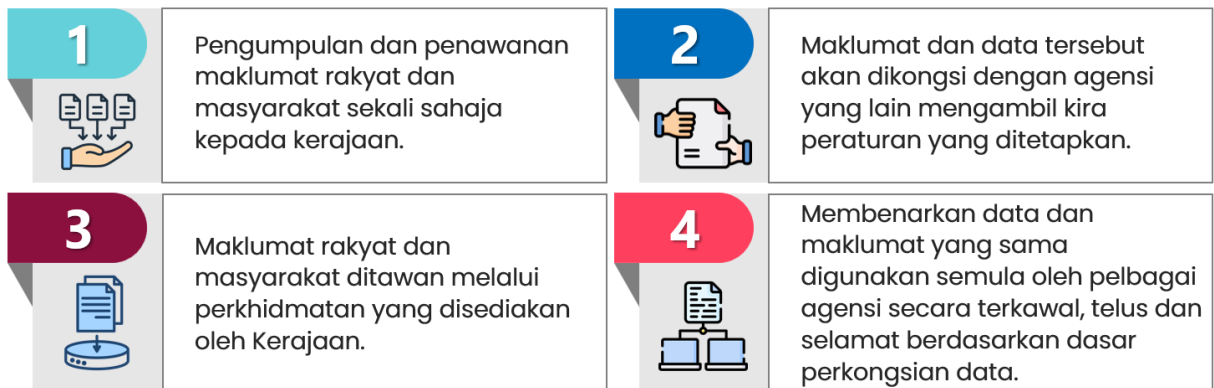 1
Pengumpulan dan penawanan
maklumat rakyat dan
masyarakat sekali sahaja
kepada kerajaan.
2
Maklumat dan data tersebut
akan dikongsi dengan agensi
yang lain mengambil kira
peraturan yang ditetapkan.
3
Maklumat rakyat dan
masyarakat ditawan melalui
perkhidmatan yang disediakan
oleh Kerajaan.
4
Membenarkan data dan
maklumat yang sama
digunakan semula oleh pelbagai
agensi secara terkawal, telus dan
selamat berdasarkan dasar
perkongsian data.